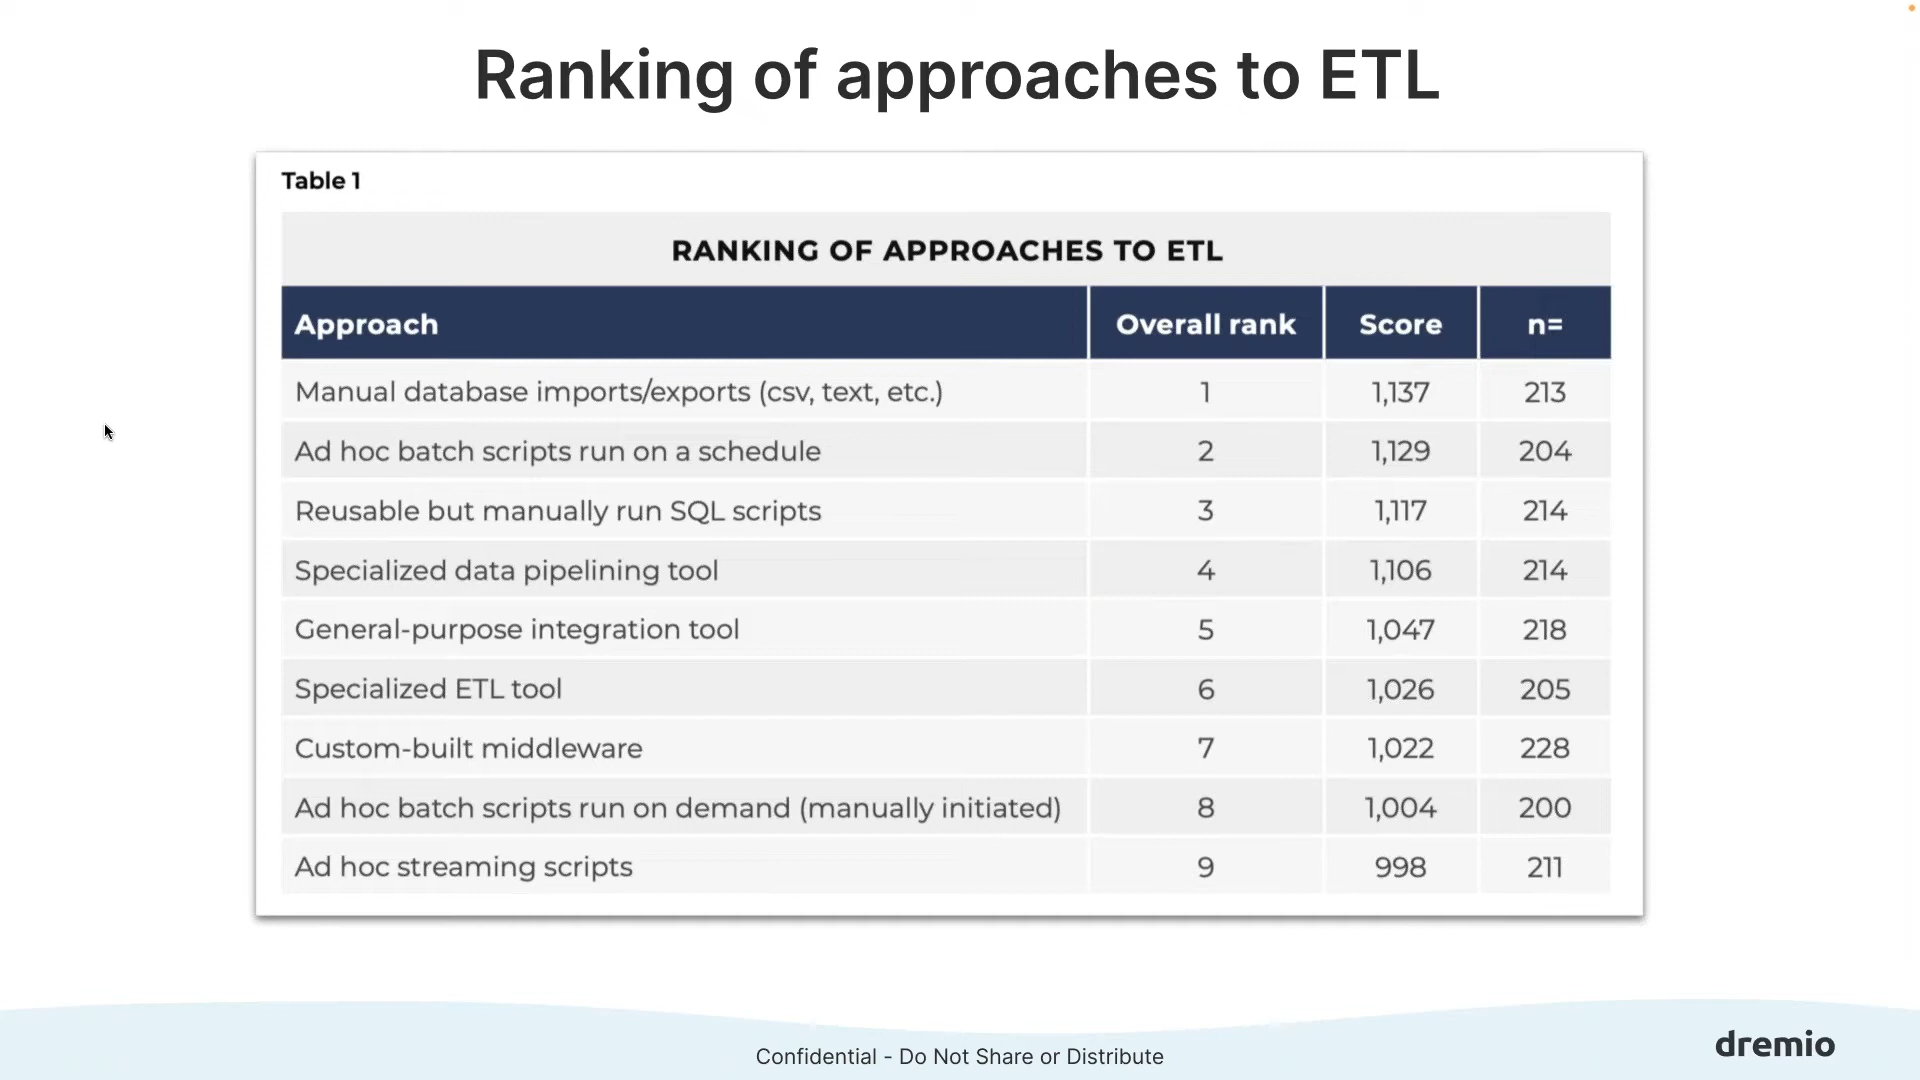 Ranking of approaches to ETL
Table 1
RANKING OF APPROACHES TO ETL
Approach Overall rank Score n=
Manual database imports/exports (csv, text, etc.) 1 1,137 213
Ad hoc batch scripts run on a schedule 2 1,129 204
Reusable but manually run SQL scripts 3 1,117 214
Specialized data pipelining tool 4 1,106 214
General-purpose integration tool 5 1,047 218
Specialized ETL tool 6 1,026 205
Custom-built middleware 7 1,022 228
Ad hoc batch scripts run on demand (manually initiated) 8 1,004 200
Ad hoc streaming scripts 9 998 211
Confidential - Do Not Share or Distribute
dremio